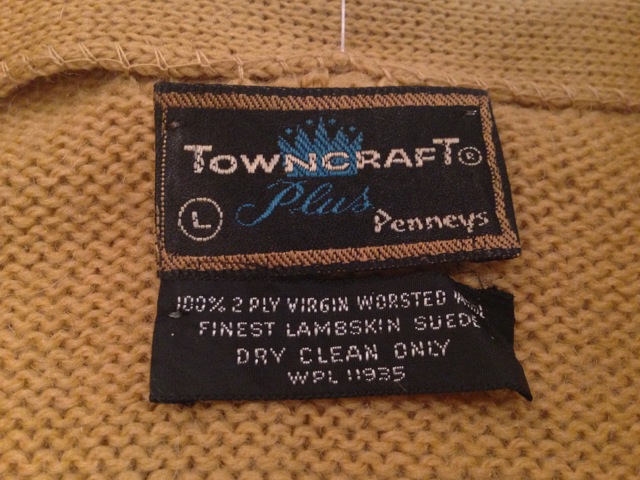 TOWNCRAFT®
Plus
L
Penneys
100% 2 PLY VIRGIN WORSTED
FINEST LAMBSKIN SUEDE
DRY CLEAN ONLY
WPL 11935